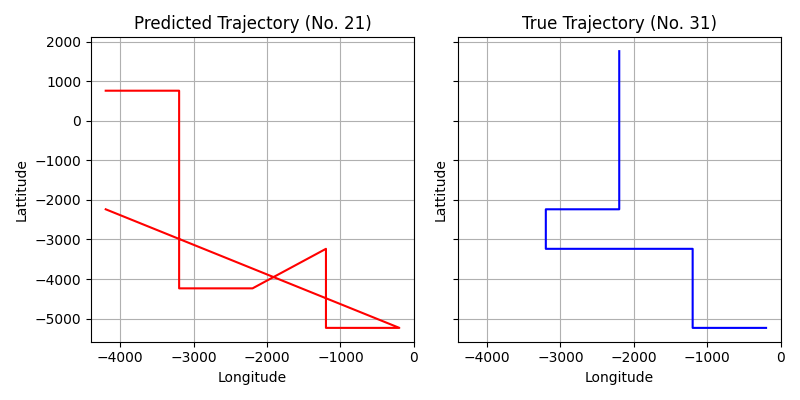 Predicted Trajectory (No. 21)
True Trajectory (No. 31)
2000
1000
0
−1000
−2000
−3000
−4000
−5000
Lattitude
Lattitude
−4000 −3000 −2000 −1000 0
−4000 −3000 −2000 −1000 0
Longitude
Longitude